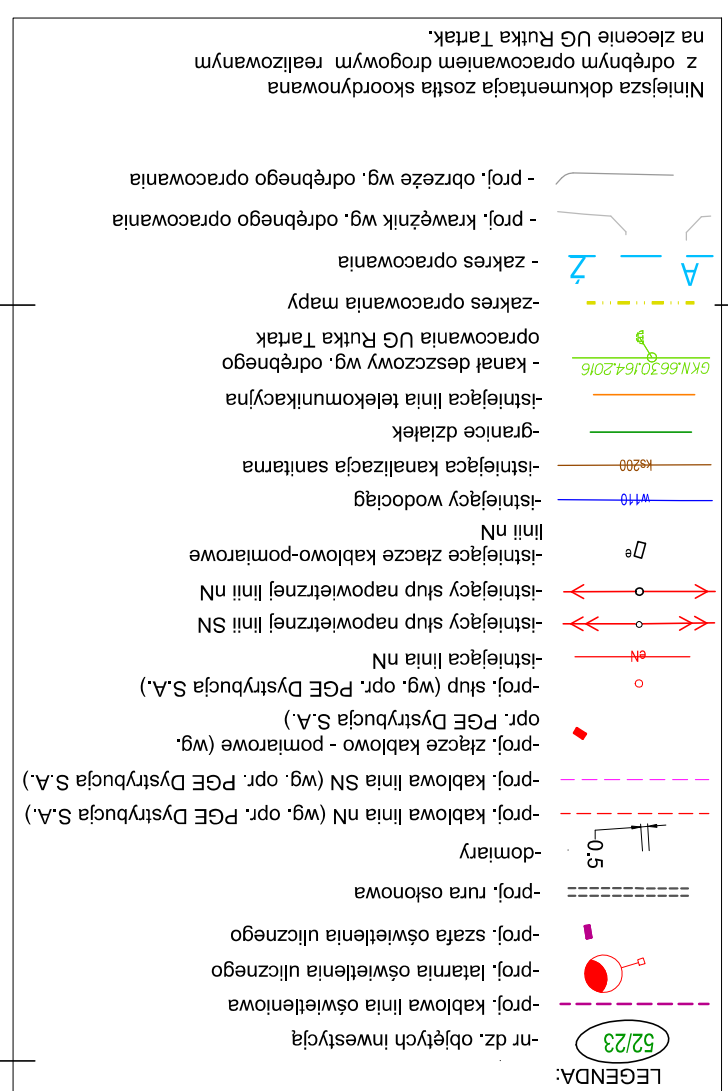 LEGENDA:
52/23 -nr dz. objętych inwestycją
-proj. kablowa linia oświetleniowa
-proj. latarnia oświetlenia ulicznego
-proj. szafa oświetlenia ulicznego
-proj. rura osłonowa
0.5 -domiary
-proj. kablowa linia nN (wg. opr. PGE Dystrybucja S.A.)
-proj. kablowa linia SN (wg. opr. PGE Dystrybucja S.A.)
-proj. złącze kablowo - pomiarowe (wg.
opr. PGE Dystrybucja S.A.)
-proj. słup (wg. opr. PGE Dystrybucja S.A.)
eN -istniejąca linia nN
-istniejący słup napowietrznej linii SN
-istniejący słup napowietrznej linii nN
e -istniejące złacze kablowo-pomiarowe
linii nN
w110 -istniejący wodociąg
ks200 -istniejąca kanalizacja sanitarna
-granice działek
-istniejąca linia telekomunikacyjna
GKN.6630.164.2016 - kanał deszczowy wg. odrębnego
opracowania UG Rutka Tartak
-zakres opracowania mapy
A Ź - zakres opracowania
- proj. krawężnik wg. odrębnego opracowania
- proj. obrzeże wg. odrębnego opracowania
Niniejsza dokumentacja zostła skoordynowana
z odrębnym opracowaniem drogowym realizowanym
na zlecenie UG Rutka Tartak.